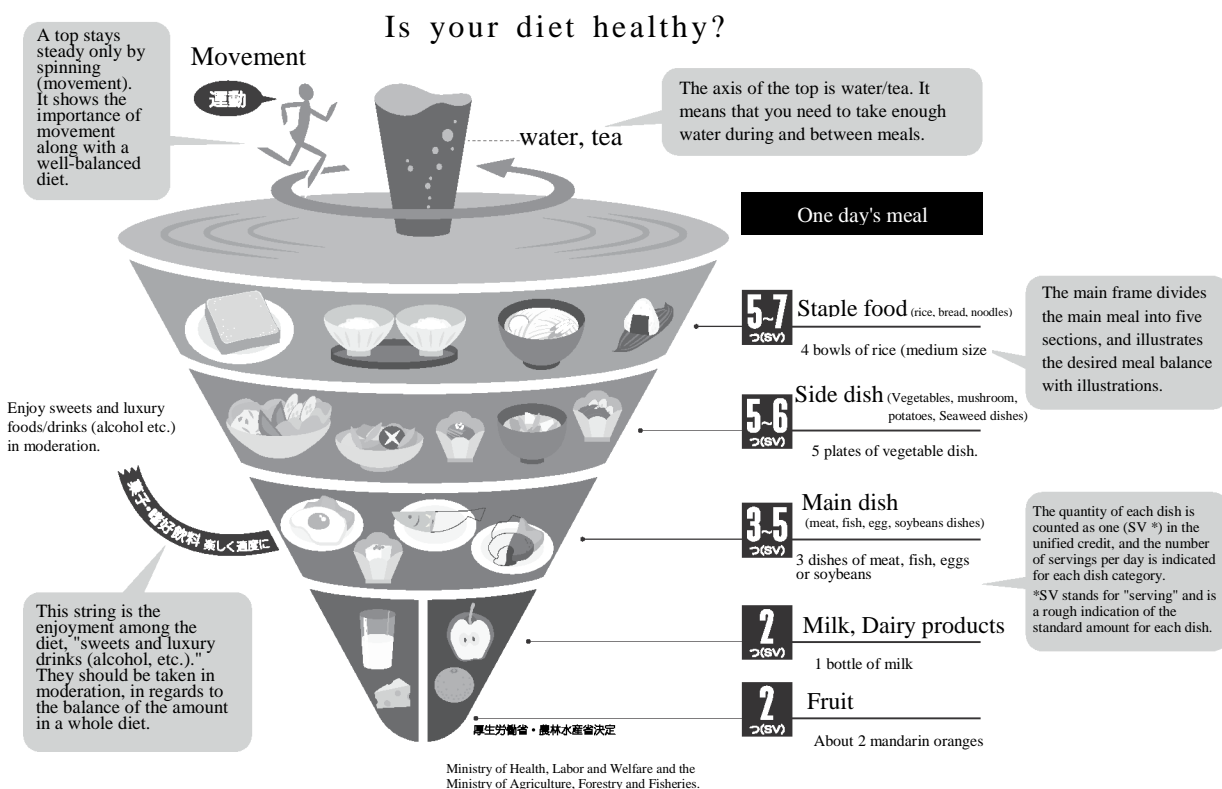 Is your diet healthy?
A top stays
steady only by
spinning
(movement).
It shows the
importance of
movement
along with a
well-balanced
diet.
Movement
運動
water, tea
The axis of the top is water/tea. It
means that you need to take enough
water during and between meals.
One day's meal
5~7
つ(SV)
Staple food (rice, bread, noodles)
4 bowls of rice (medium size
The main frame divides
the main meal into five
sections, and illustrates
the desired meal balance
with illustrations.
5~6
つ(SV)
Side dish (Vegetables, mushroom,
potatoes, Seaweed dishes)
5 plates of vegetable dish.
Enjoy sweets and luxury
foods/drinks (alcohol etc.)
in moderation.
菓子・嗜好飲料 楽しく適度に
3~5
つ(SV)
Main dish
(meat, fish, egg, soybeans dishes)
3 dishes of meat, fish, eggs
or soybeans
The quantity of each dish is
counted as one (SV *) in the
unified credit, and the number
of servings per day is indicated
for each dish category.
*SV stands for "serving" and is
a rough indication of the
standard amount for each dish.
This string is the
enjoyment among the
diet, "sweets and luxury
drinks (alcohol, etc.)."
They should be taken in
moderation, in regards to
the balance of the amount
in a whole diet.
2
つ(SV)
Milk, Dairy products
1 bottle of milk
2
つ(SV)
Fruit
About 2 mandarin oranges
厚生労働省・農林水産省決定
Ministry of Health, Labor and Welfare and the
Ministry of Agriculture, Forestry and Fisheries.